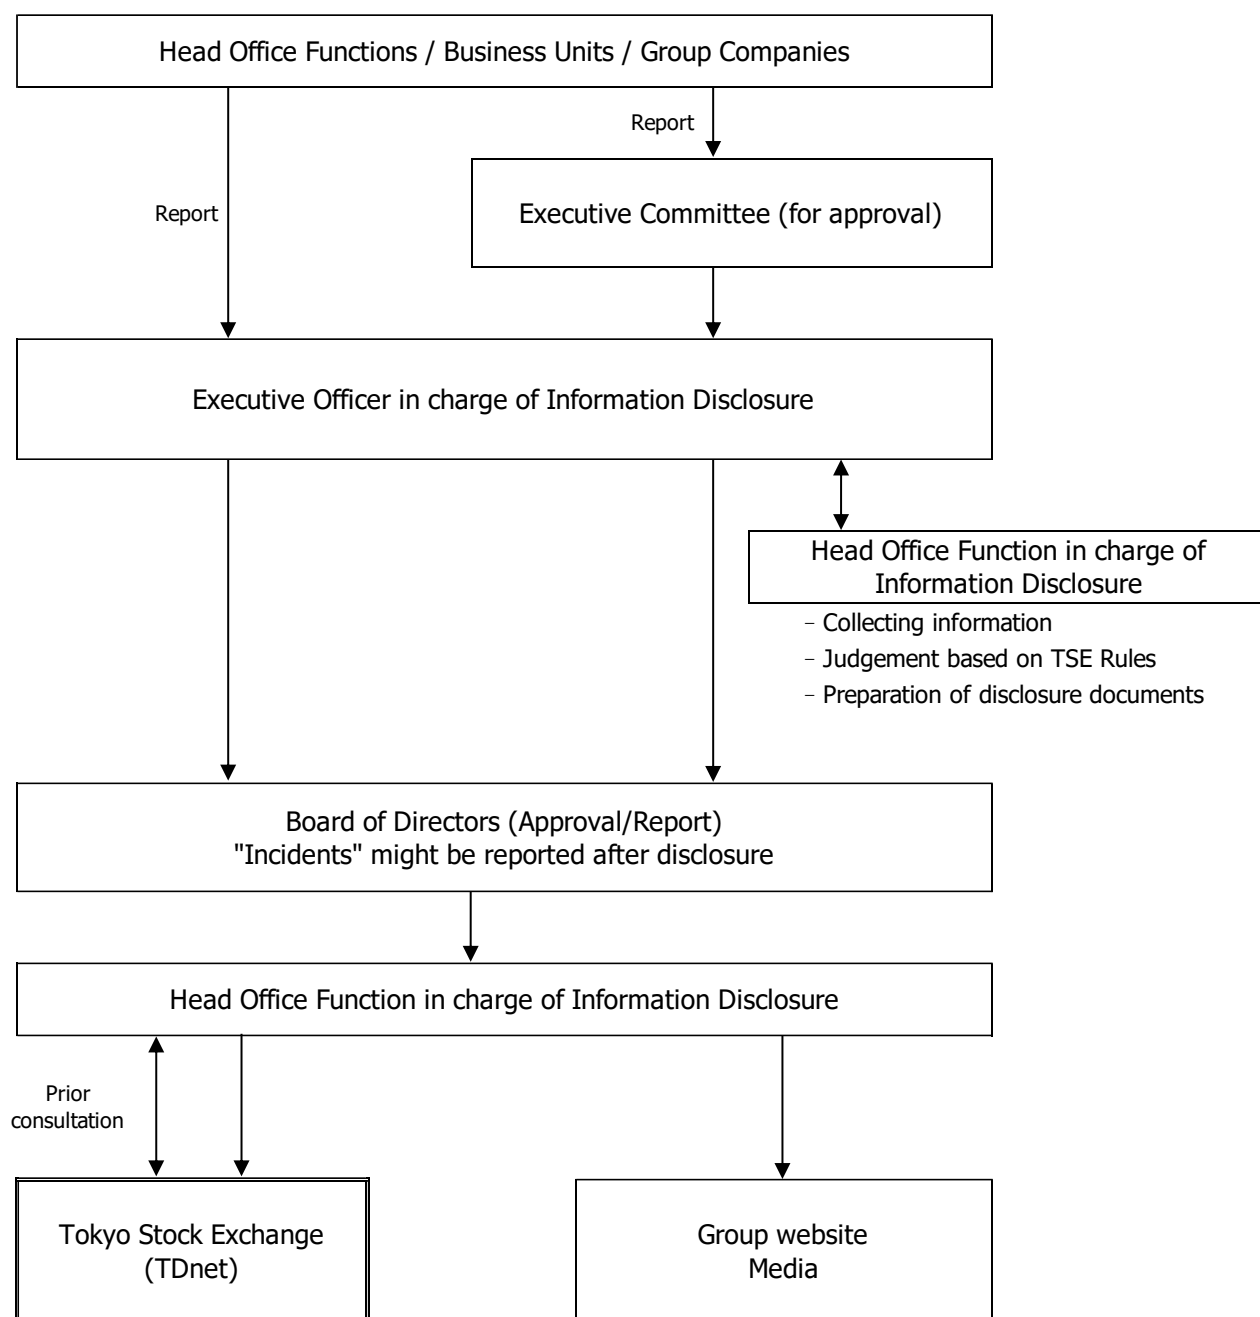 Head Office Functions / Business Units / Group Companies
Report
Report
Executive Committee (for approval)
Executive Officer in charge of Information Disclosure
Head Office Function in charge of
Information Disclosure
- Collecting information
- Judgement based on TSE Rules
- Preparation of disclosure documents
Board of Directors (Approval/Report)
"Incidents" might be reported after disclosure
Head Office Function in charge of Information Disclosure
Prior
consultation
Tokyo Stock Exchange
(TDnet)
Group website
Media